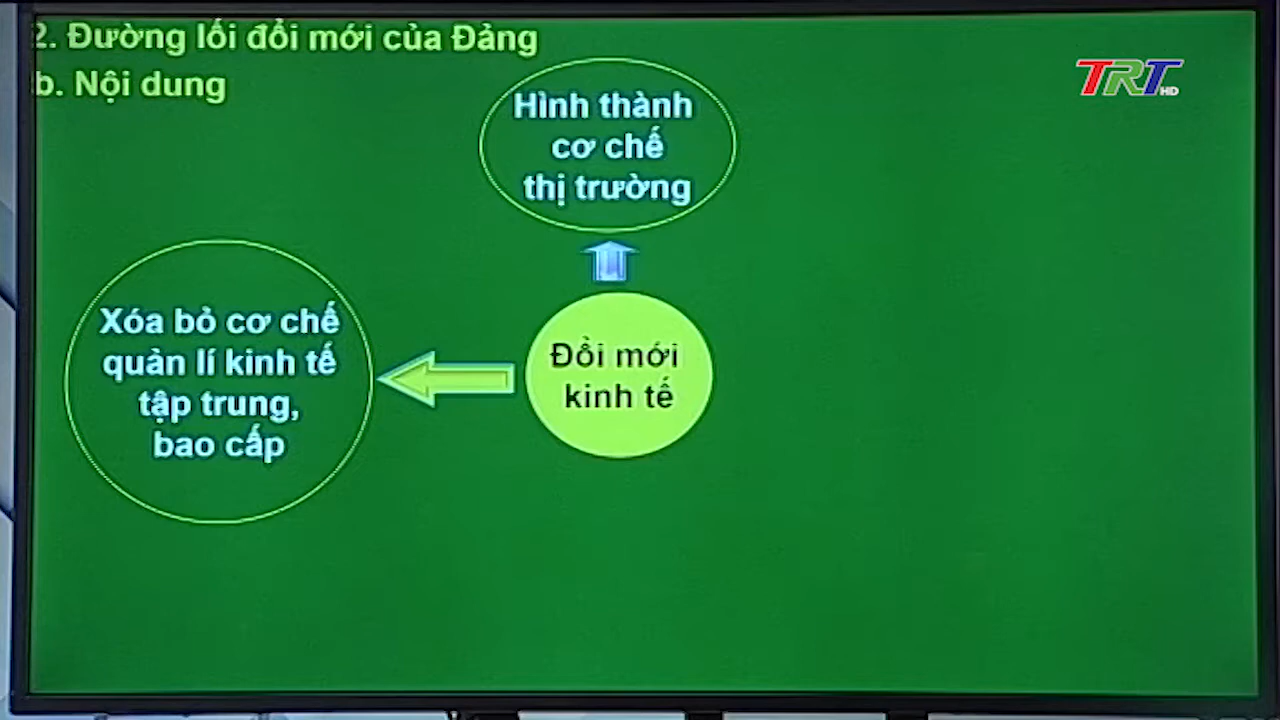 2. Đường lối đổi mới của Đảng
b. Nội dung
TRT HD
Hình thành
cơ chế
thị trường
Xóa bỏ cơ chế
quản lí kinh tế
tập trung,
bao cấp
Đổi mới
kinh tế